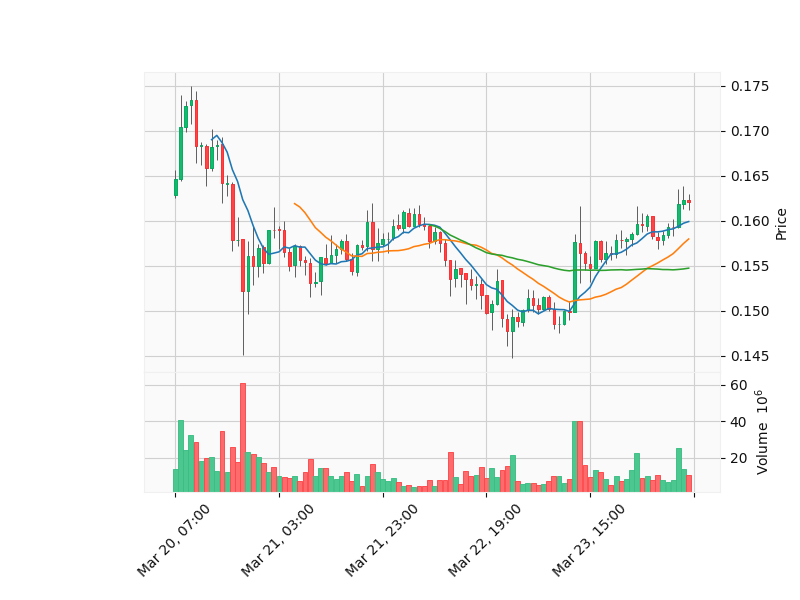 0.175
0.170
0.165
0.160
0.155
0.150
0.145
Price
60
40
20
Volume 10^6
Mar 20, 07:00
Mar 21, 03:00
Mar 21, 23:00
Mar 22, 19:00
Mar 23, 15:00